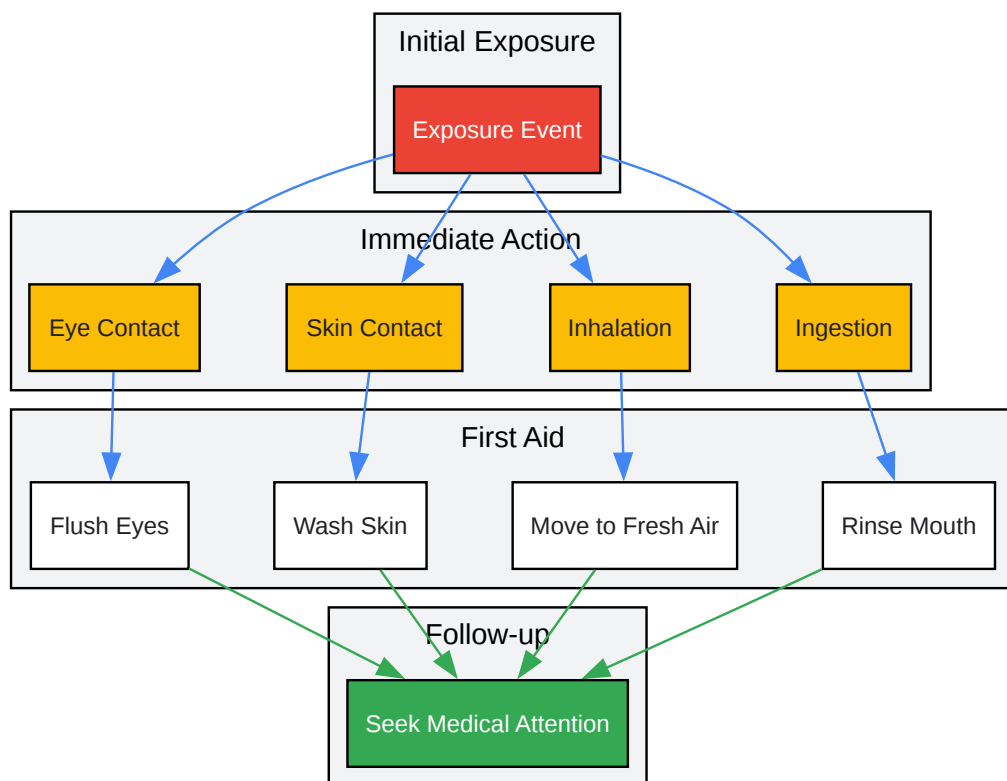 Initial Exposure
Exposure Event
Immediate Action
Eye Contact
Skin Contact
Inhalation
Ingestion
First Aid
Flush Eyes
Wash Skin
Move to Fresh Air
Rinse Mouth
Follow-up
Seek Medical Attention